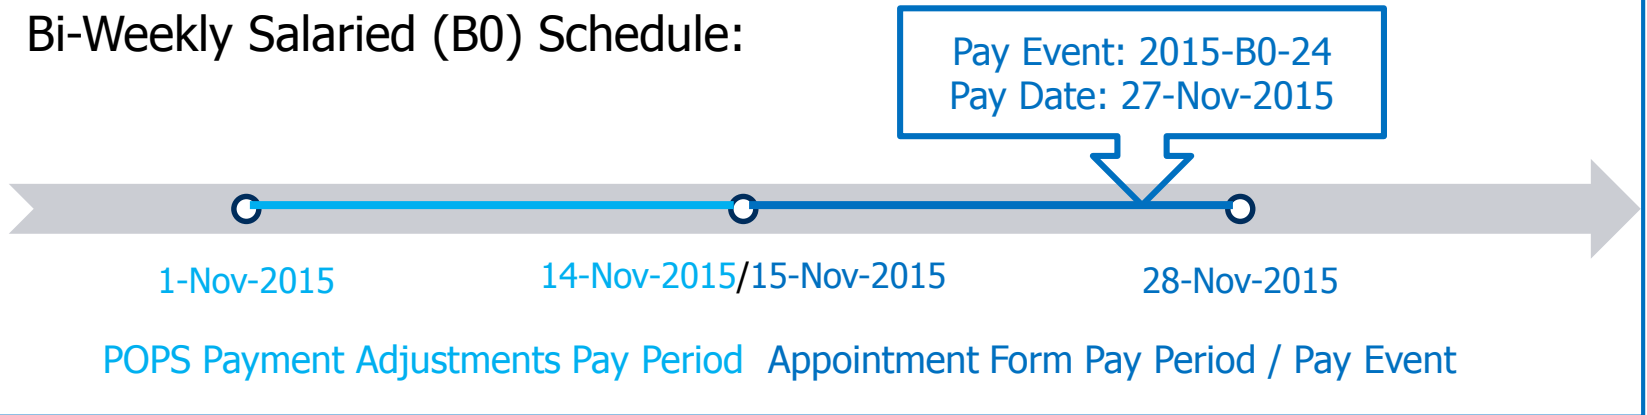 Bi-Weekly Salaried (B0) Schedule:
Pay Event: 2015-B0-24
Pay Date: 27-Nov-2015
1-Nov-2015
14-Nov-2015/15-Nov-2015
28-Nov-2015
POPS Payment Adjustments Pay Period
Appointment Form Pay Period / Pay Event